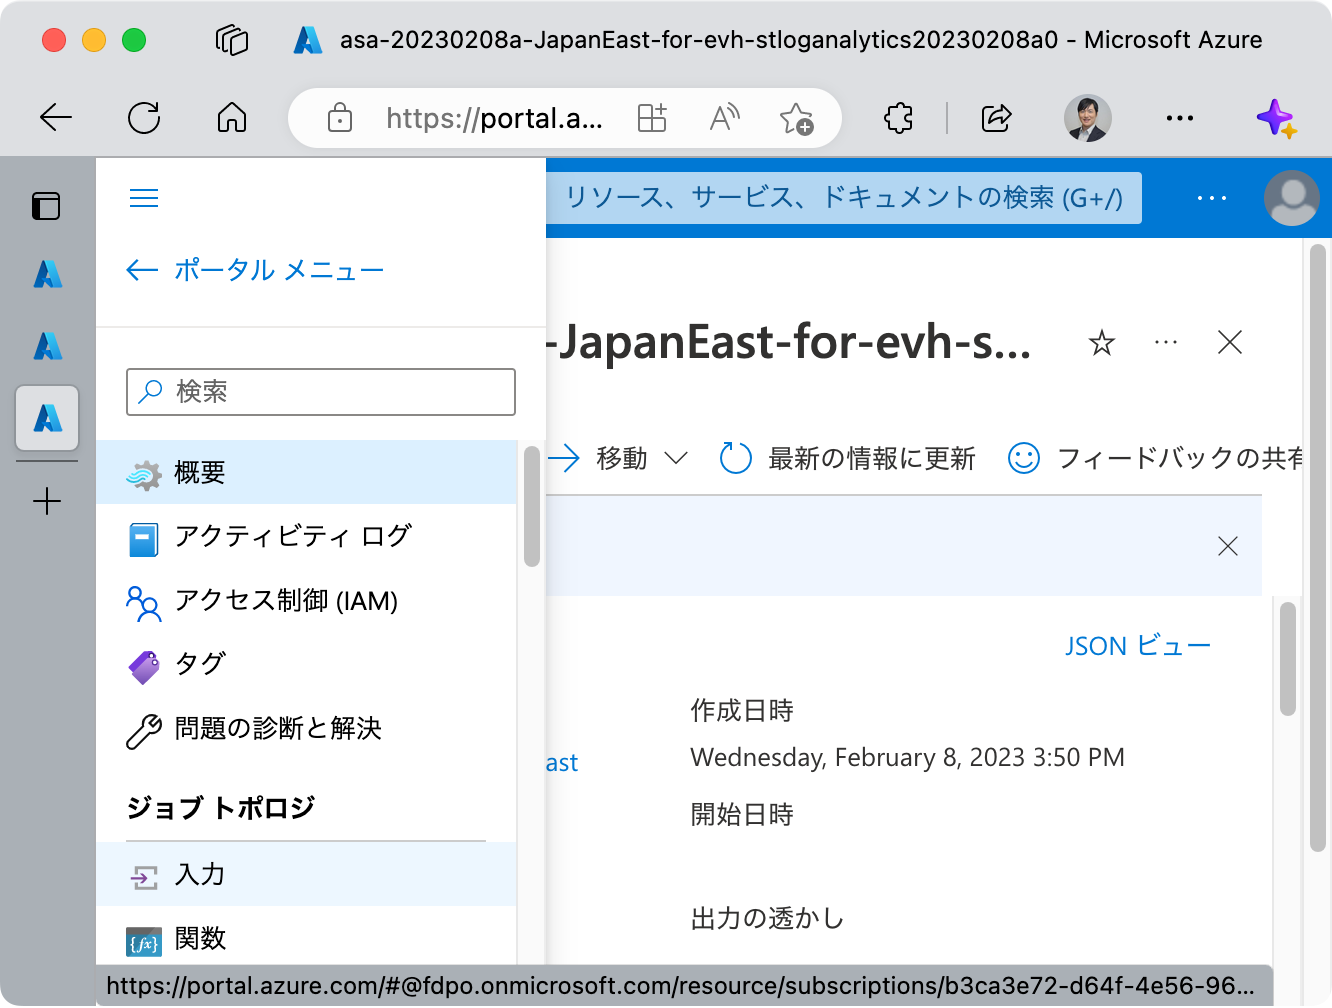 asa-20230208a-JapanEast-for-evh-stloganalytics20230208a0 - Microsoft Azure
https://portal.a...
リソース、サービス、ドキュメントの検索 (G+/)
ポータル メニュー
-JapanEast-for-evh-s...
検索
移動
最新の情報に更新
フィードバックの共有
概要
アクティビティ ログ
アクセス制御 (IAM)
タグ
問題の診断と解決
ジョブ トポロジ
入力
関数
JSON ビュー
作成日時
ast
Wednesday, February 8, 2023 3:50 PM
開始日時
出力の透かし
https://portal.azure.com/#@fdpo.onmicrosoft.com/resource/subscriptions/b3ca3e72-d64f-4e56-96...